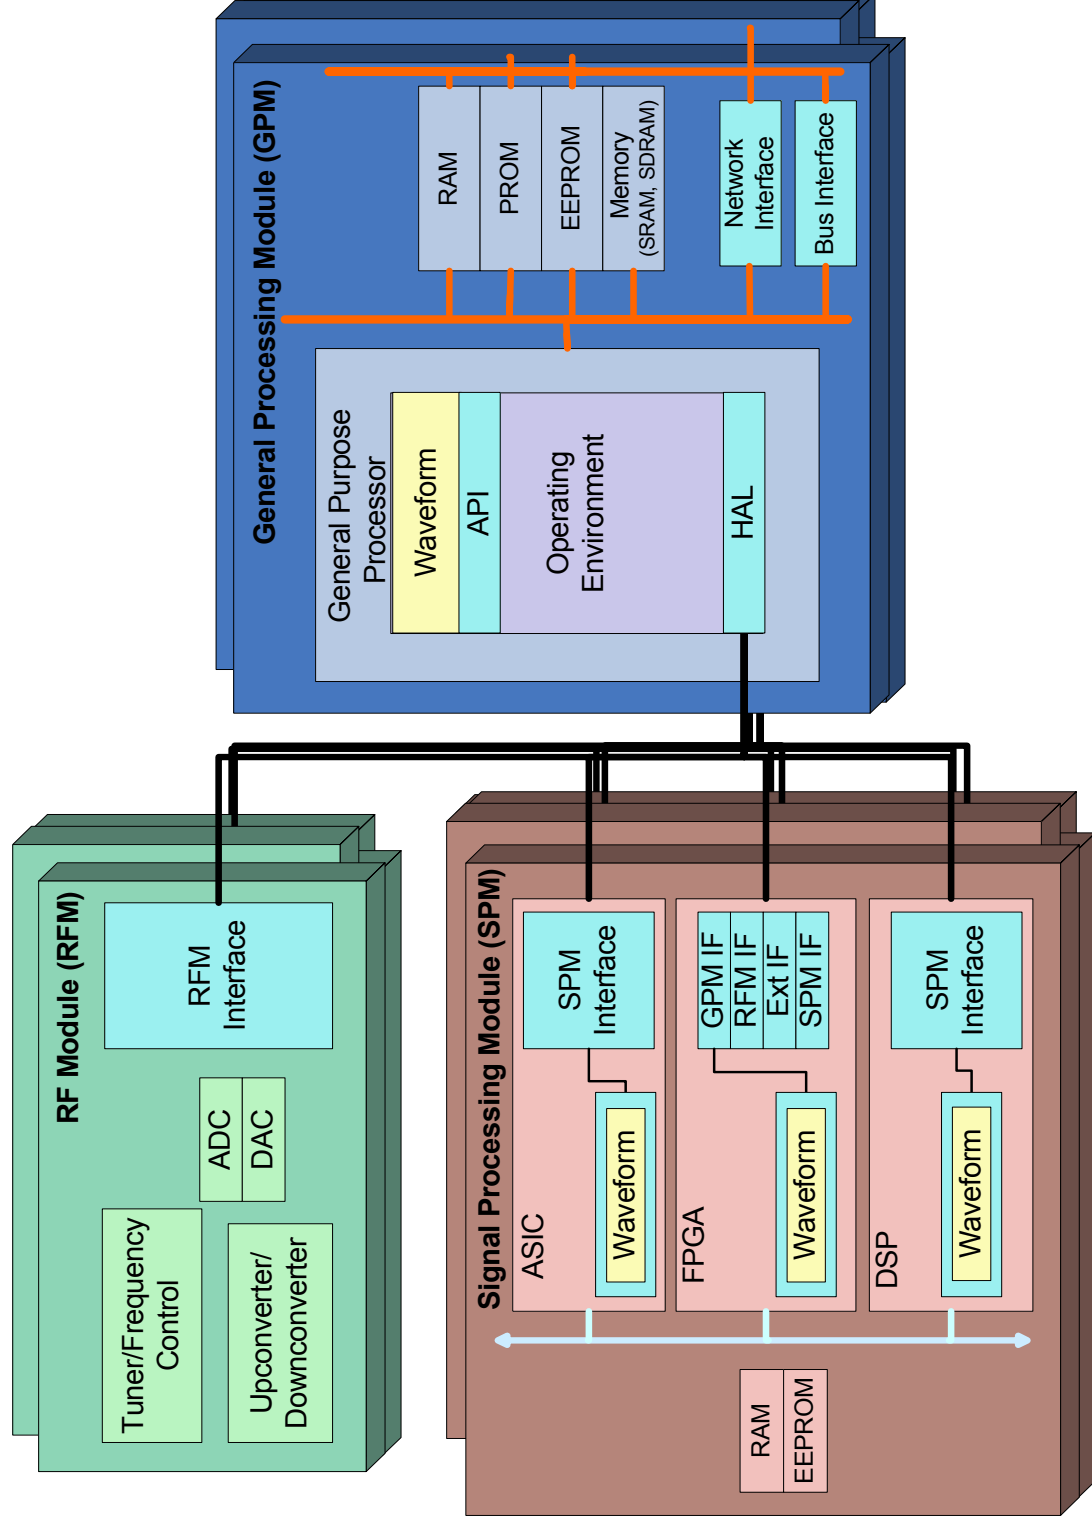 General Processing Module (GPM)
General Purpose
Processor
Waveform
API
Operating
Environment
HAL
RAM
PROM
EEPROM
Memory
(SRAM, SDRAM)
Network
Interface
Bus Interface
RF Module (RFM)
RFM
Interface
ADC
DAC
Tuner/Frequency
Control
Upconverter/
Downconverter
Signal Processing Module (SPM)
ASIC
SPM
Interface
Waveform
FPGA
GPM IF
RFM IF
Ext IF
SPM IF
Waveform
DSP
SPM
Interface
Waveform
RAM
EEPROM